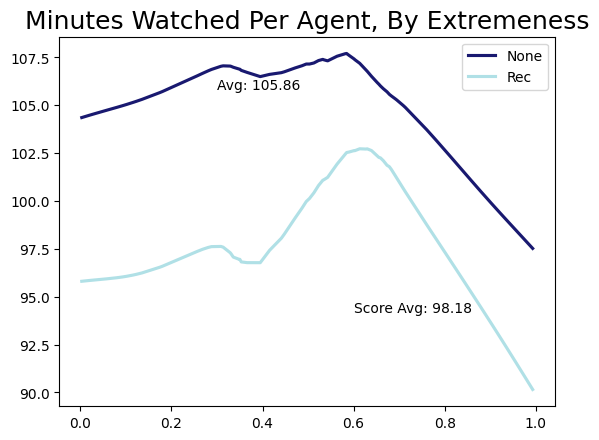 Minutes Watched Per Agent, By Extremeness
107.5
105.0
102.5
100.0
97.5
95.0
92.5
90.0
None
Rec
Avg: 105.86
Score Avg: 98.18
0.0 0.2 0.4 0.6 0.8 1.0